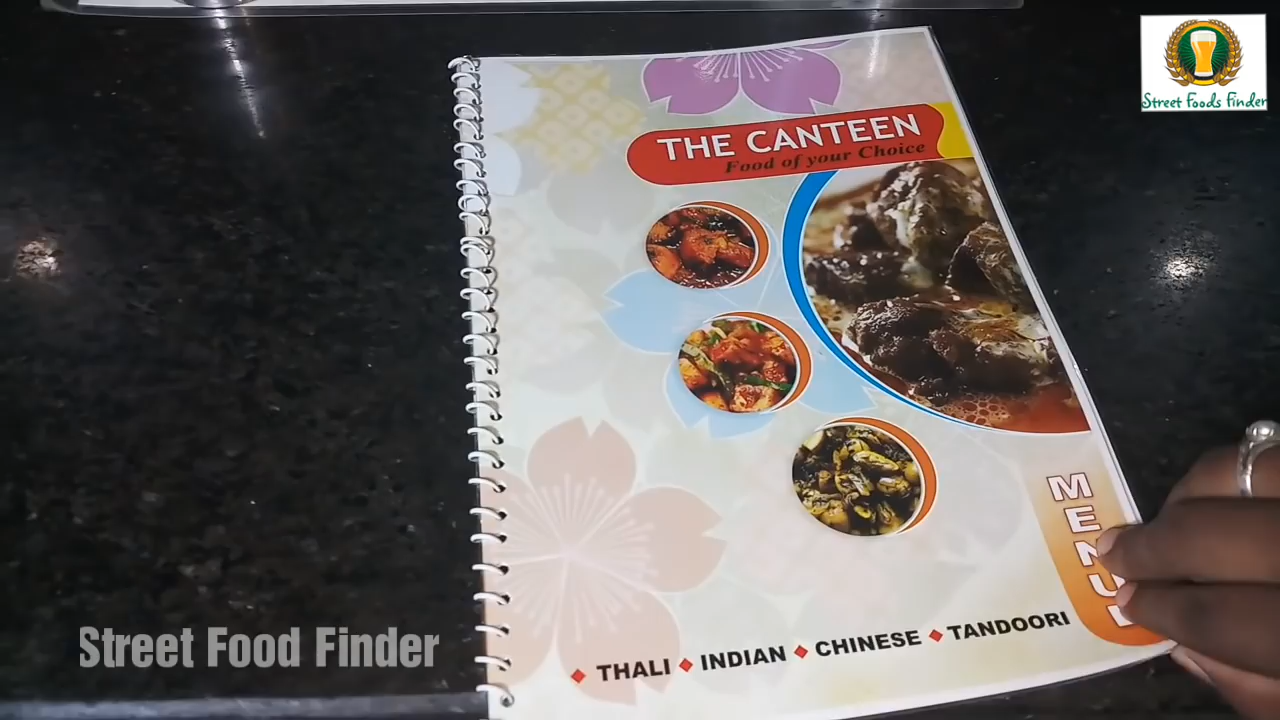 Street Foods Finder
THE CANTEEN
Food of your Choice
MENU
THALI INDIAN CHINESE TANDOORI
Street Food Finder